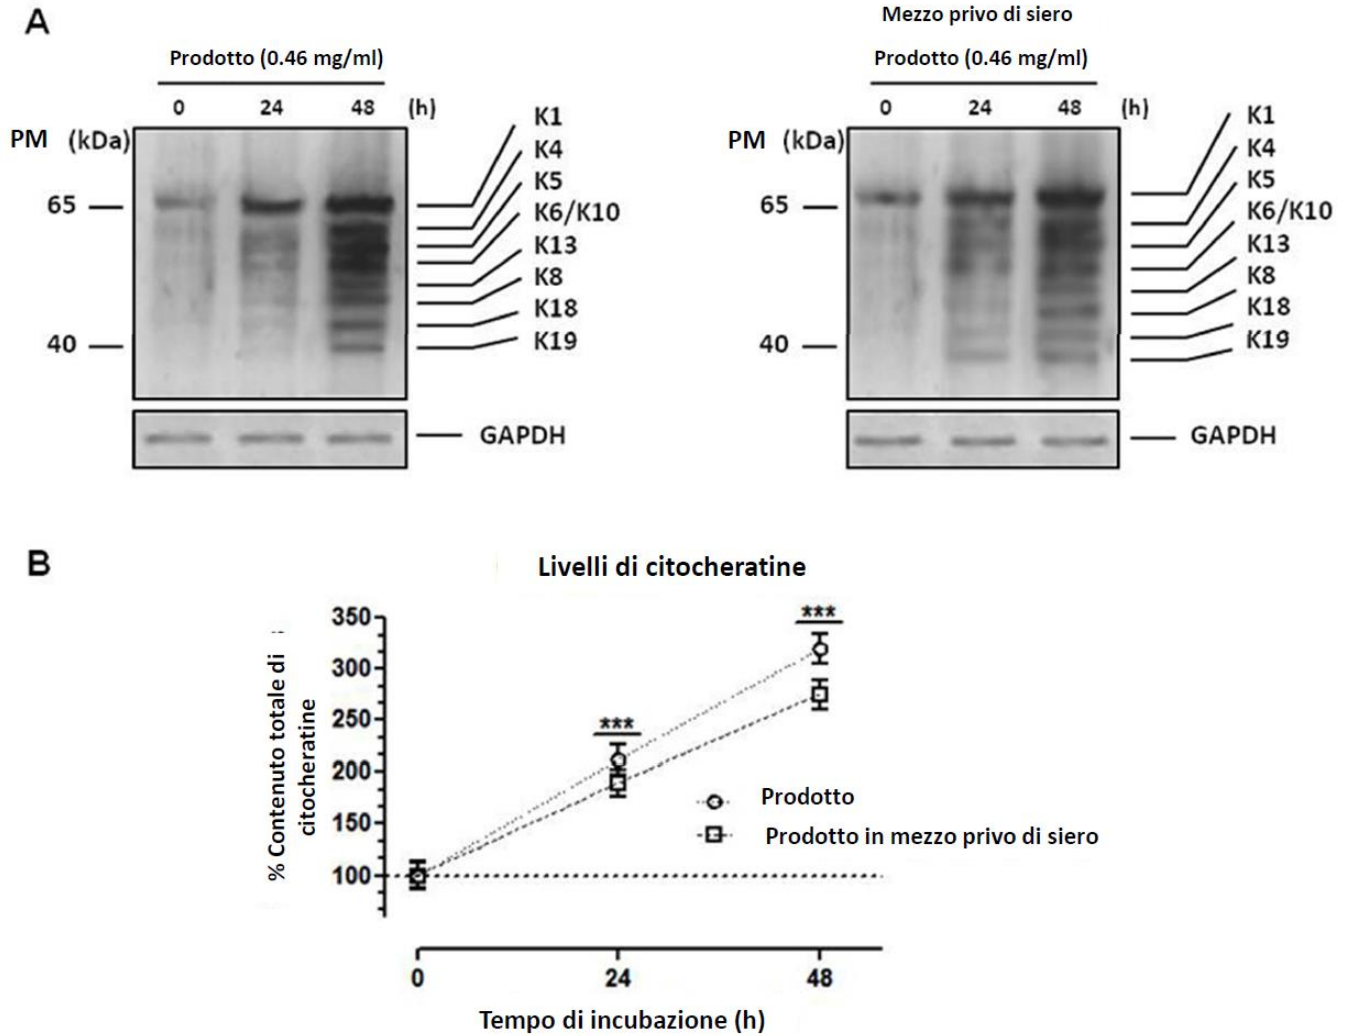 A
Prodotto (0.46 mg/ml)
0 24 48 (h)
PM (kDa)
65
40
K1
K4
K5
K6/K10
K13
K8
K18
K19
GAPDH
Mezzo privo di siero
Prodotto (0.46 mg/ml)
0 24 48 (h)
PM (kDa)
65
40
K1
K4
K5
K6/K10
K13
K8
K18
K19
GAPDH
B
Livelli di citocheratine
% Contenuto totale di
citocheratine
350
300
250
200
150
100
***
***
Prodotto
Prodotto in mezzo privo di siero
0 24 48
Tempo di incubazione (h)